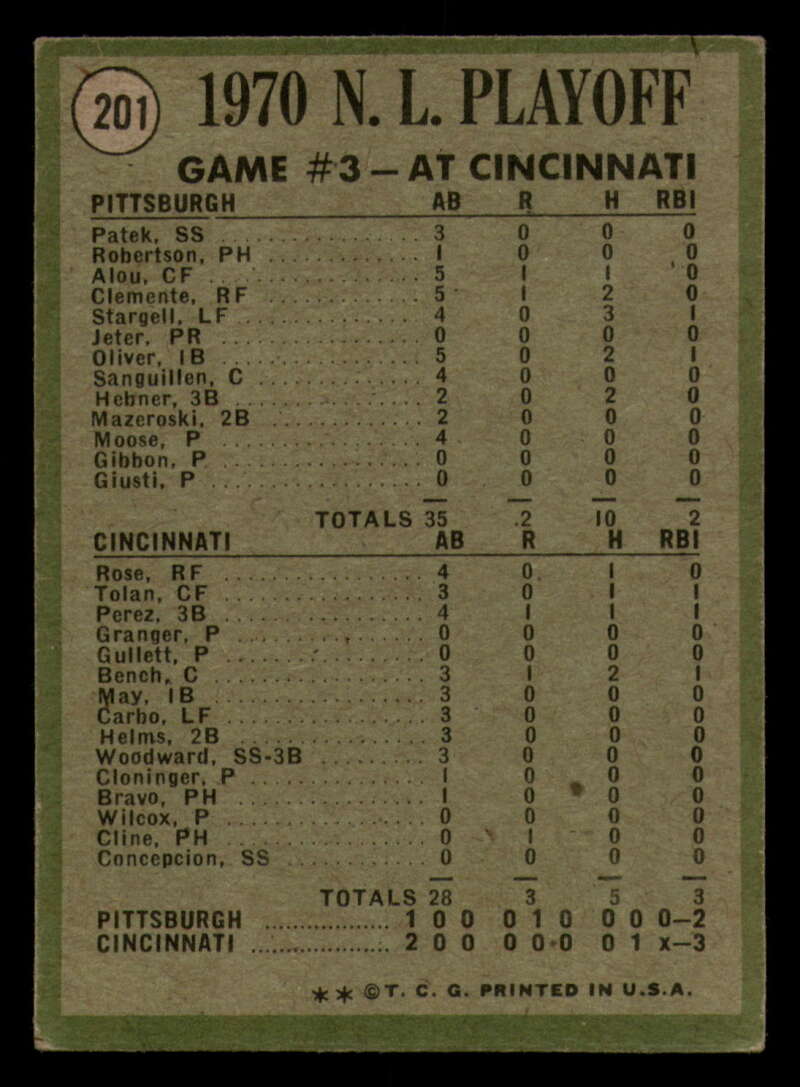 201 1970 N. L. PLAYOFF
GAME #3 – AT CINCINNATI
PITTSBURGH AB R H RBI
Patek, SS .................. 3 0 0 0
Robertson, PH ............. 1 0 0 0
Alou, CF .................. 5 1 1 0
Clemente, RF ............. 5 1 2 0
Stargell, LF ............... 4 0 3 1
Jeter, PR ................. 0 0 0 0
Oliver, 1B ................. 5 0 2 1
Sanguillen, C .............. 4 0 0 0
Hebner, 3B ................ 2 0 2 0
Mazeroski, 2B ............. 2 0 0 0
Moose, P .................. 4 0 0 0
Gibbon, P ................. 0 0 0 0
Giusti, P .................. 0 0 0 0
TOTALS 35 2 10 2
CINCINNATI AB R H RBI
Rose, RF .................. 4 0 1 0
Tolan, CF .................. 3 0 1 1
Perez, 3B .................. 4 1 1 1
Granger, P ................. 0 0 0 0
Gullett, P .................. 0 0 0 0
Bench, C .................. 3 1 2 1
May, 1B ................... 3 0 0 0
Carbo, LF .................. 3 0 0 0
Helms, 2B ................. 3 0 0 0
Woodward, SS-3B ......... 3 0 0 0
Cloninger, P ............... 1 0 0 0
Bravo, PH ................. 1 0 0 0
Wilcox, P .................. 0 0 0 0
Cline, PH .................. 0 1 0 0
Concepcion, SS ............ 0 0 0 0
TOTALS 28 3 5 3
PITTSBURGH .................. 1 0 0 0 1 0 0 0 0–2
CINCINNATI .................... 2 0 0 0 0 0 0 1 x–3
** ©T. C. G. PRINTED IN U.S.A.